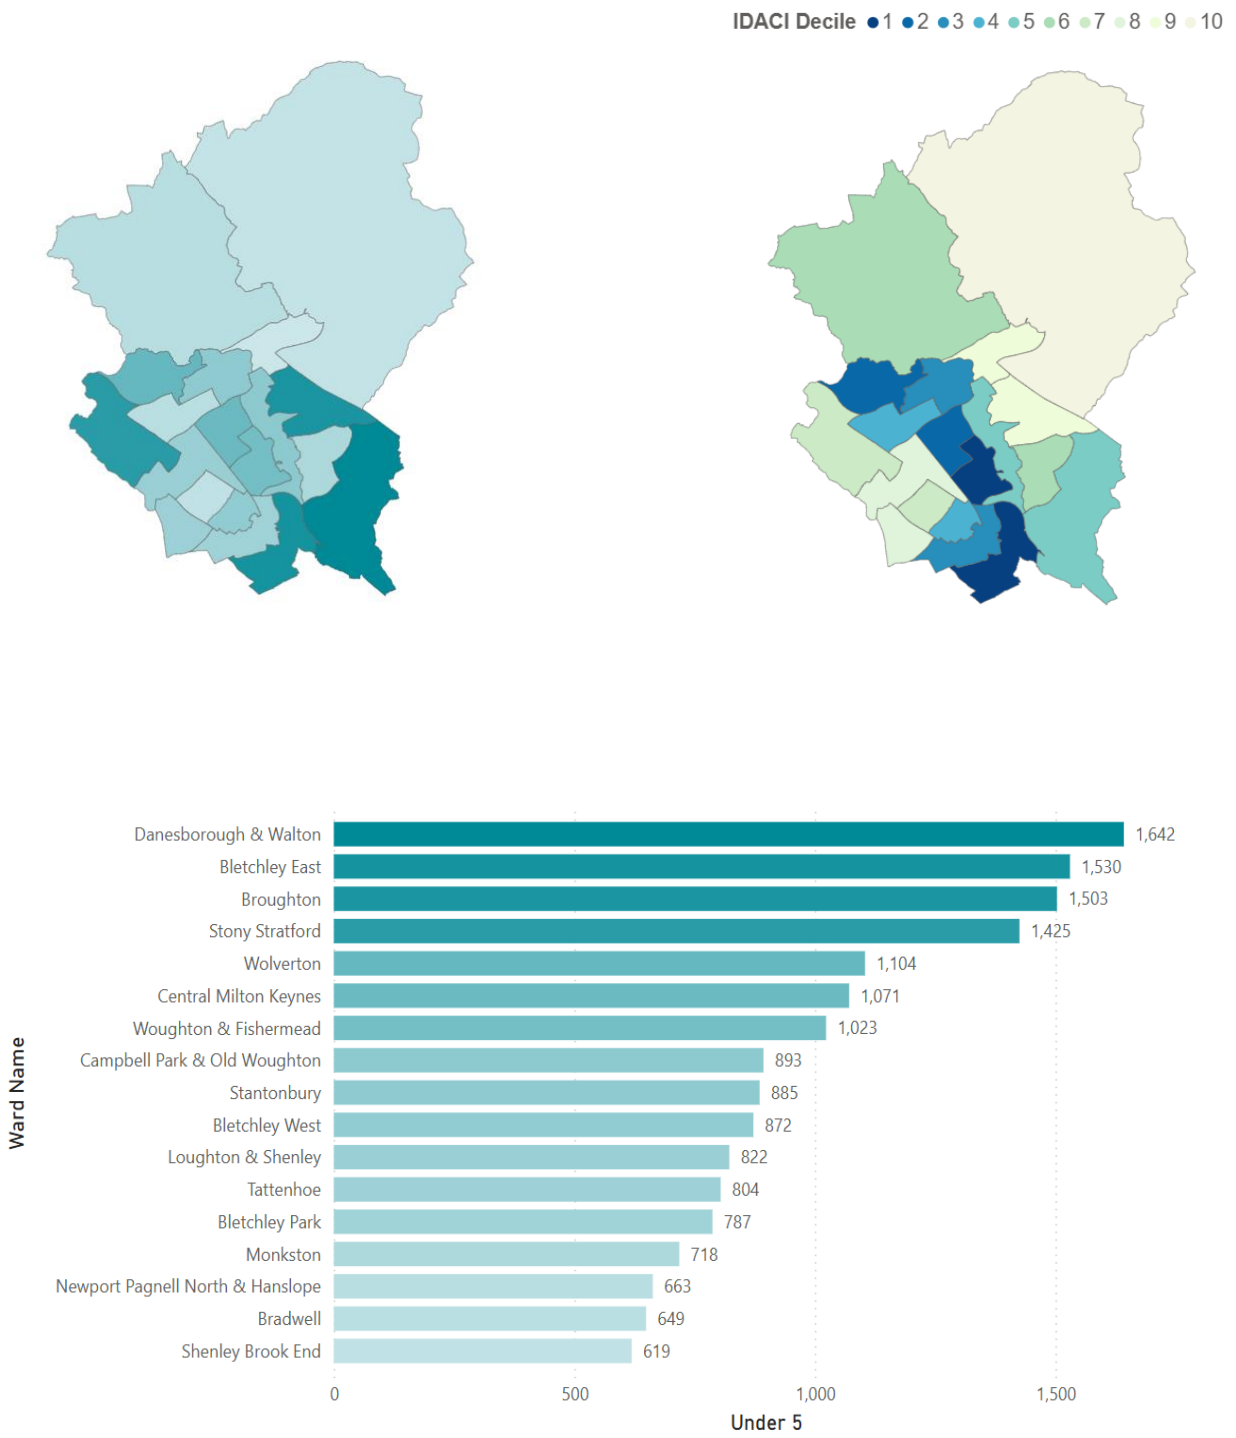 IDACI Decile 1 2 3 4 5 6 7 8 9 10
Danesborough & Walton 1,642
Bletchley East 1,530
Broughton 1,503
Stony Stratford 1,425
Wolverton 1,104
Central Milton Keynes 1,071
Woughton & Fishermead 1,023
Campbell Park & Old Woughton 893
Stantonbury 885
Bletchley West 872
Loughton & Shenley 822
Tattenhoe 804
Bletchley Park 787
Monkston 718
Newport Pagnell North & Hanslope 663
Bradwell 649
Shenley Brook End 619
Ward Name
0 500 1,000 1,500
Under 5